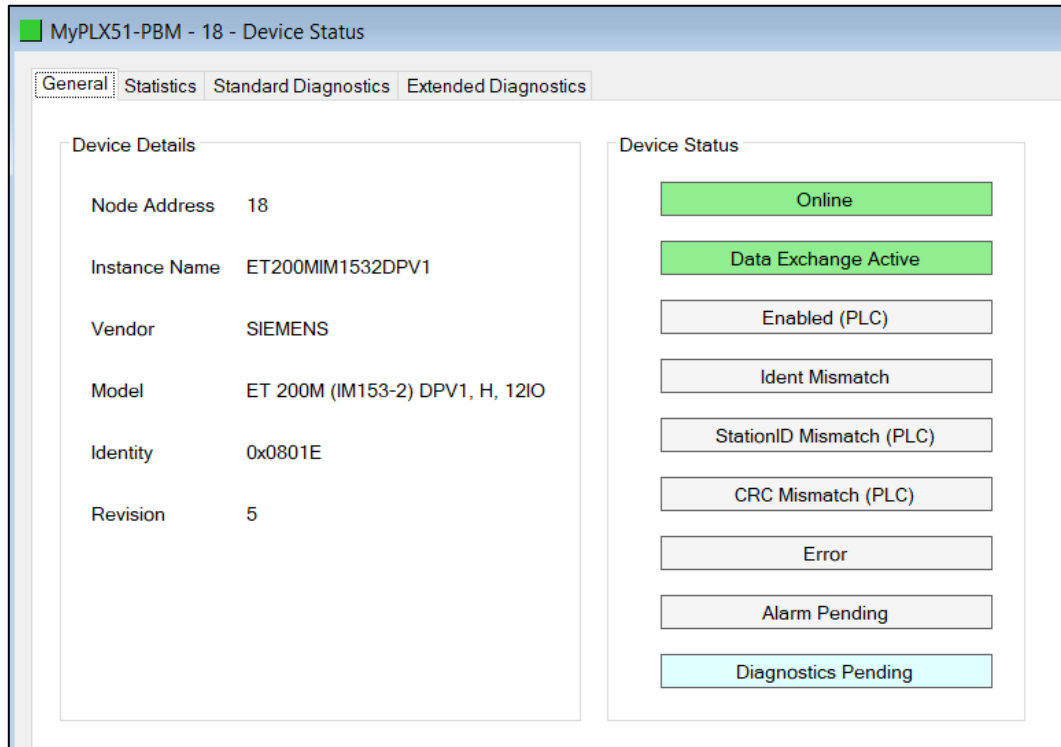 MyPLX51-PBM - 18 - Device Status
General Statistics Standard Diagnostics Extended Diagnostics
Device Details
Node Address 18
Instance Name ET200MIM1532DPV1
Vendor SIEMENS
Model ET 200M (IM153-2) DPV1, H, 12IO
Identity 0x0801E
Revision 5
Device Status
Online
Data Exchange Active
Enabled (PLC)
Ident Mismatch
StationID Mismatch (PLC)
CRC Mismatch (PLC)
Error
Alarm Pending
Diagnostics Pending